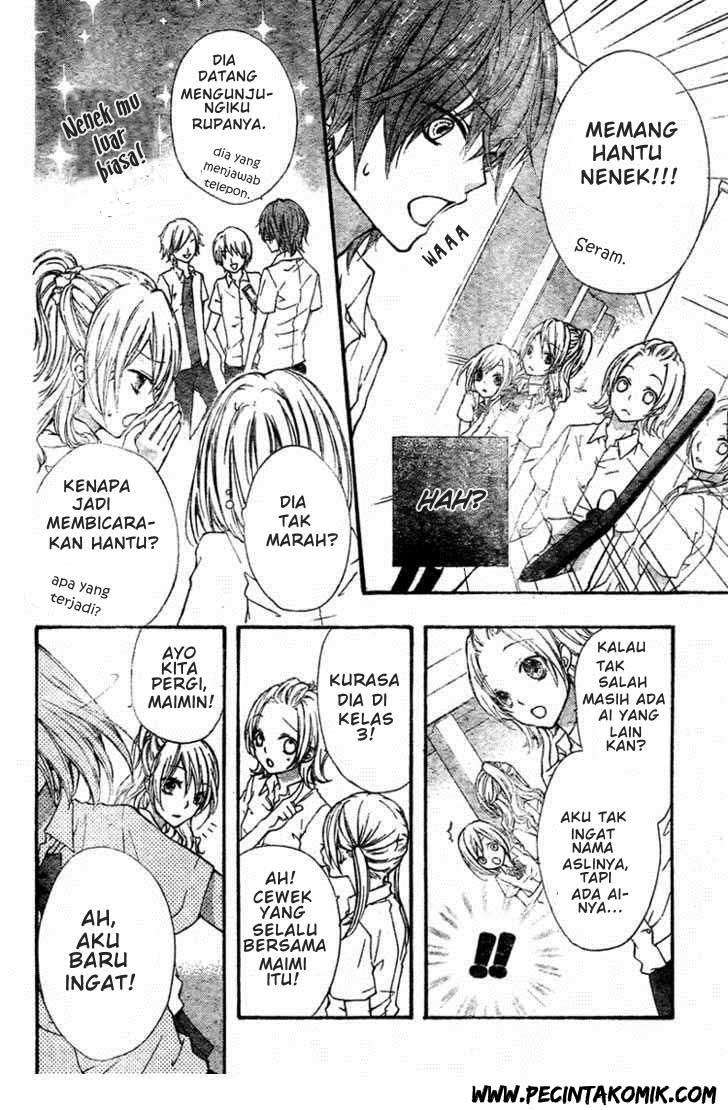 MEMANG
HANTU
NENEK!!!
Seram.
WAAA
HAH?
DIA
DATANG
MENGUNJU-
NGIKU
RUPANYA.
dia yang
menjawab
telepon.
Nenek mu
luar
biasa!
DIA
TAK
MARAH?
KENAPA
JADI
MEMBICARA-
KAN HANTU?
apa yang
terjadi?
KALAU
TAK
SALAH
MASIH ADA
AI YANG
LAIN
KAN?
AKU TAK
INGAT
NAMA
ASLINYA,
TAPI
ADA AI-
NYA...
!!
KURASA
DIA DI
KELAS
3!
AH!
CEWEK
YANG
SELALU
BERSAMA
MAIMI
ITU!
AYO
KITA
PERGI,
MAIMIN!
AH,
AKU
BARU
INGAT!
WWW.PECINTAKOMIK.COM